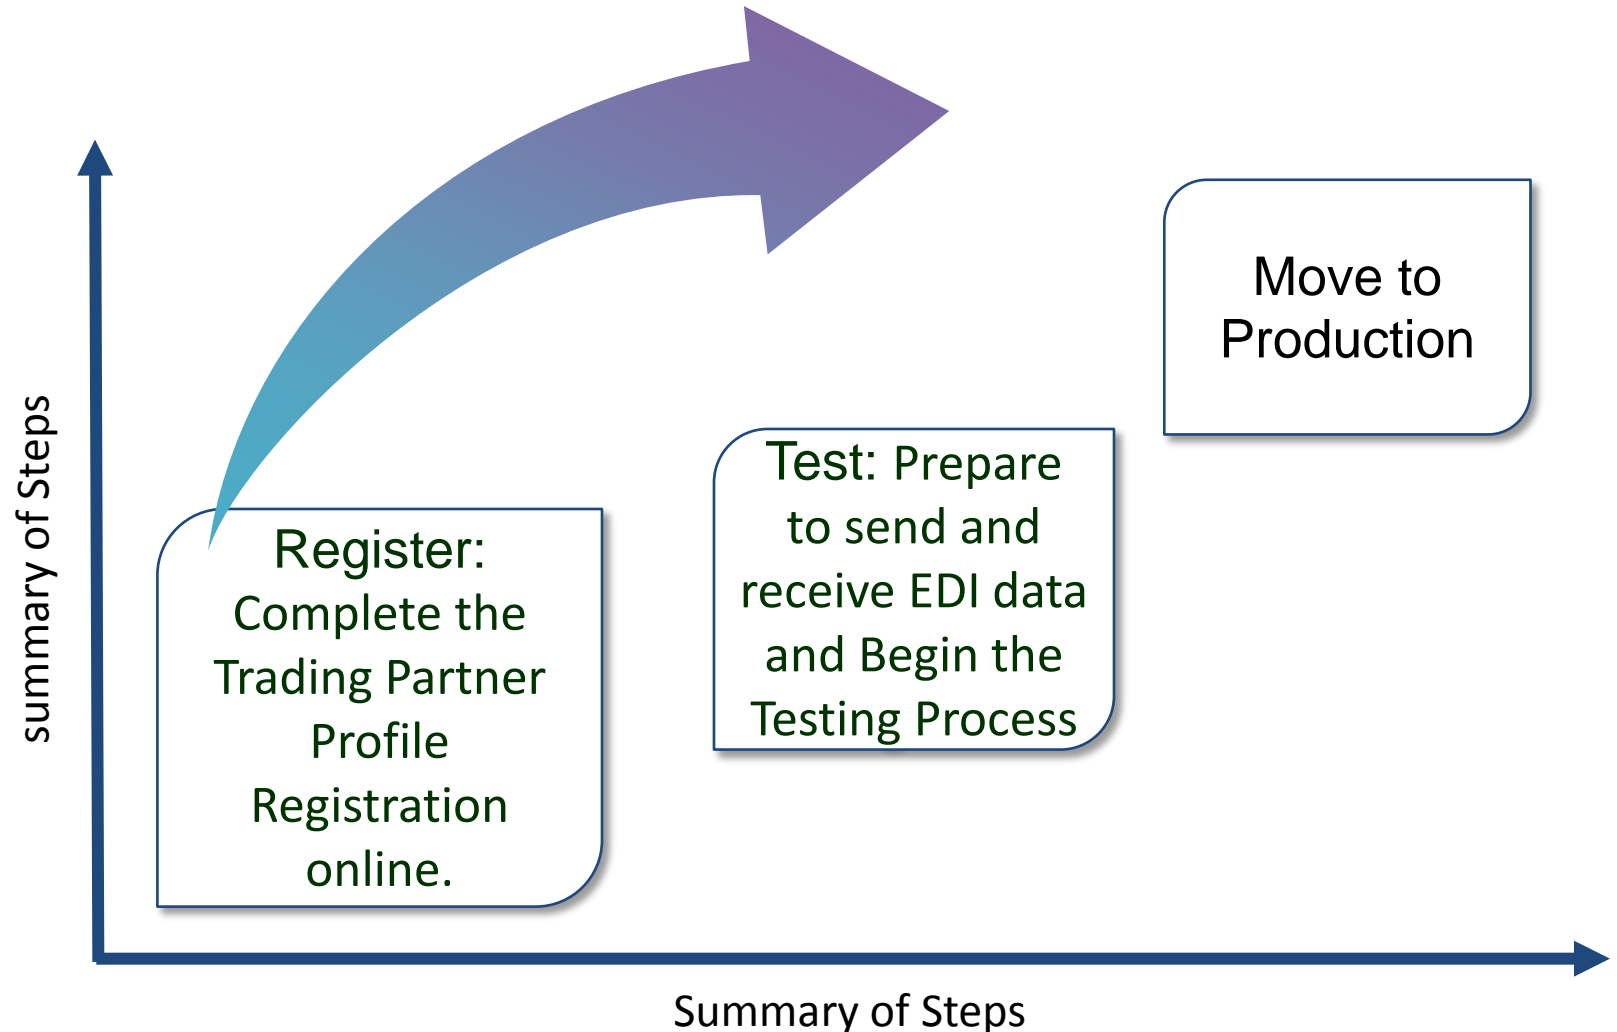 summary of Steps
Register:
Complete the
Trading Partner
Profile
Registration
online.
Test: Prepare
to send and
receive EDI data
and Begin the
Testing Process
Move to
Production
Summary of Steps